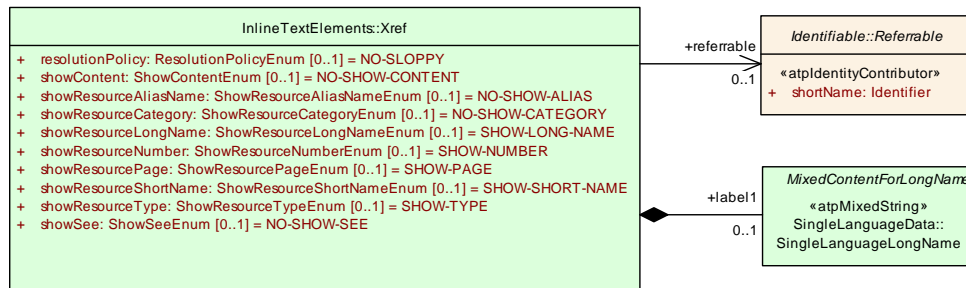 InlineTextElements::Xref
+ resolutionPolicy: ResolutionPolicyEnum [0..1] = NO-SLOPPY
+ showContent: ShowContentEnum [0..1] = NO-SHOW-CONTENT
+ showResourceAliasName: ShowResourceAliasNameEnum [0..1] = NO-SHOW-ALIAS
+ showResourceCategory: ShowResourceCategoryEnum [0..1] = NO-SHOW-CATEGORY
+ showResourceLongName: ShowResourceLongNameEnum [0..1] = SHOW-LONG-NAME
+ showResourceNumber: ShowResourceNumberEnum [0..1] = SHOW-NUMBER
+ showResourcePage: ShowResourcePageEnum [0..1] = SHOW-PAGE
+ showResourceShortName: ShowResourceShortNameEnum [0..1] = SHOW-SHORT-NAME
+ showResourceType: ShowResourceTypeEnum [0..1] = SHOW-TYPE
+ showSee: ShowSeeEnum [0..1] = NO-SHOW-SEE
+referrable
0..1
Identifiable::Referrable
«atpIdentityContributor»
+ shortName: Identifier
+label1
0..1
MixedContentForLongName
«atpMixedString»
SingleLanguageData::
SingleLanguageLongName